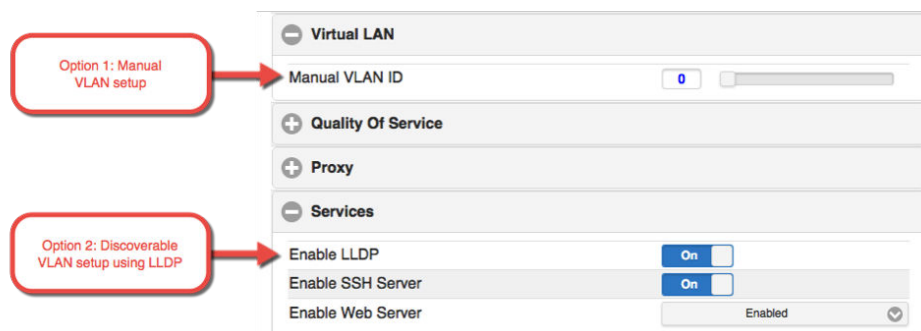 Virtual LAN
Option 1: Manual
VLAN setup
Manual VLAN ID 0
Quality Of Service
Proxy
Services
Option 2: Discoverable
VLAN setup using LLDP
Enable LLDP On
Enable SSH Server On
Enable Web Server Enabled